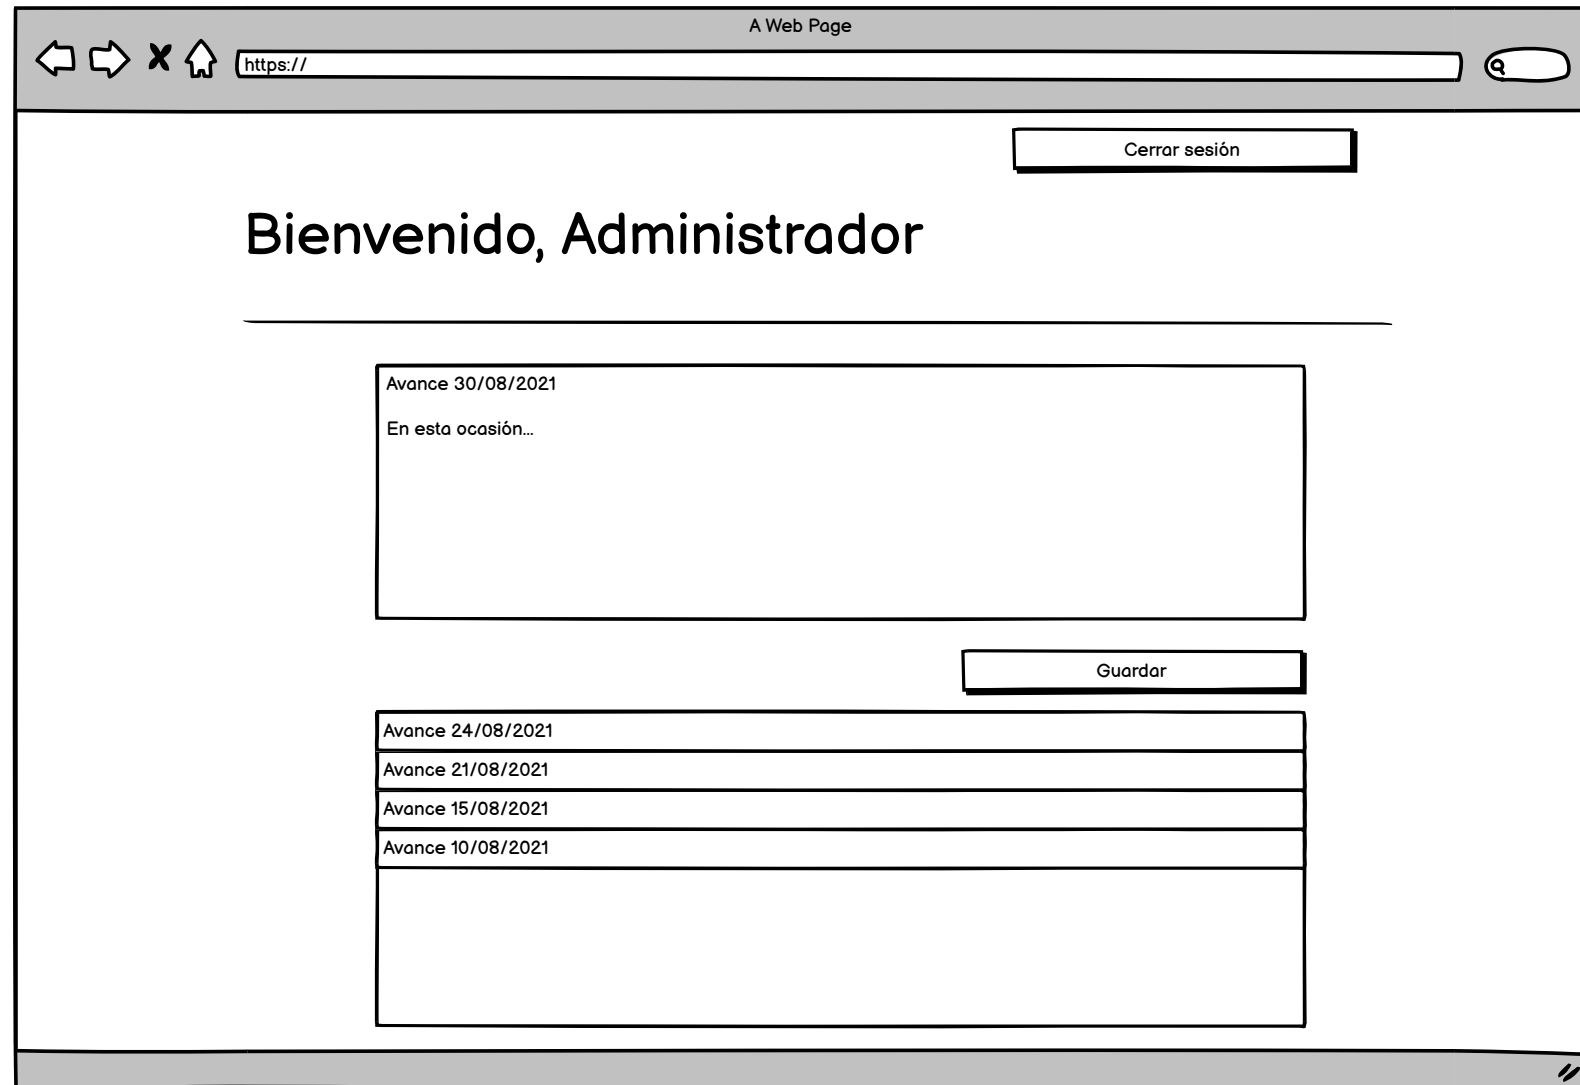 A Web Page
https://
Cerrar sesión
Bienvenido, Administrador
Avance 30/08/2021
En esta ocasión...
Guardar
Avance 24/08/2021
Avance 21/08/2021
Avance 15/08/2021
Avance 10/08/2021